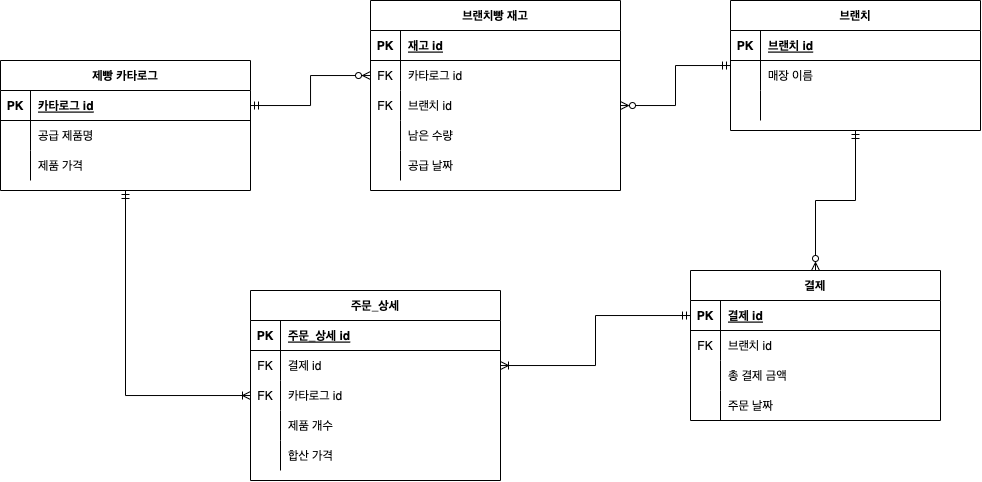 브랜치빵 재고
PK 재고 id
FK 카타로그 id
FK 브랜치 id
남은 수량
공급 날짜
브랜치
PK 브랜치 id
매장 이름
제빵 카타로그
PK 카타로그 id
공급 제품명
제품 가격
주문_상세
PK 주문_상세 id
FK 결제 id
FK 카타로그 id
제품 개수
합산 가격
결제
PK 결제 id
FK 브랜치 id
총 결제 금액
주문 날짜